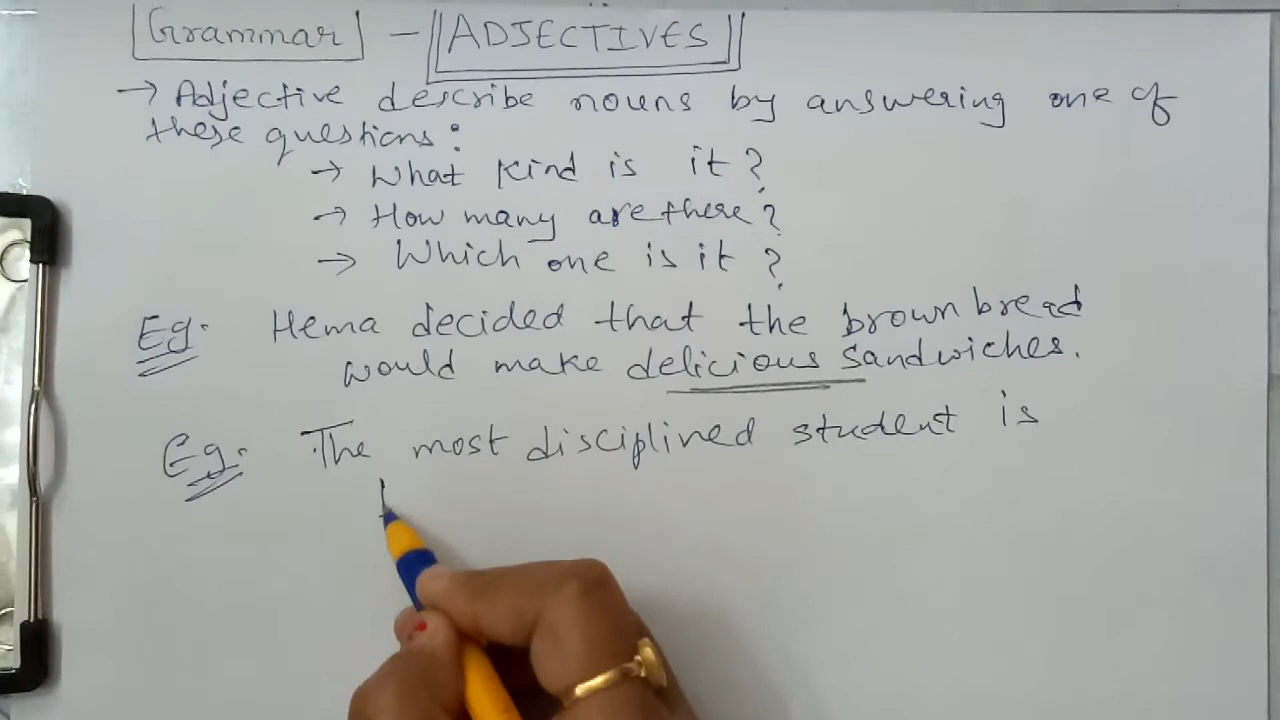 Grammar - ADJECTIVES
→ Adjective describe nouns by answering one of
these questions:
→ What kind is it?
→ How many are there?
→ Which one is it?
Eg. Hema decided that the brown bread
would make delicious sandwiches.
Eg. The most disciplined student is